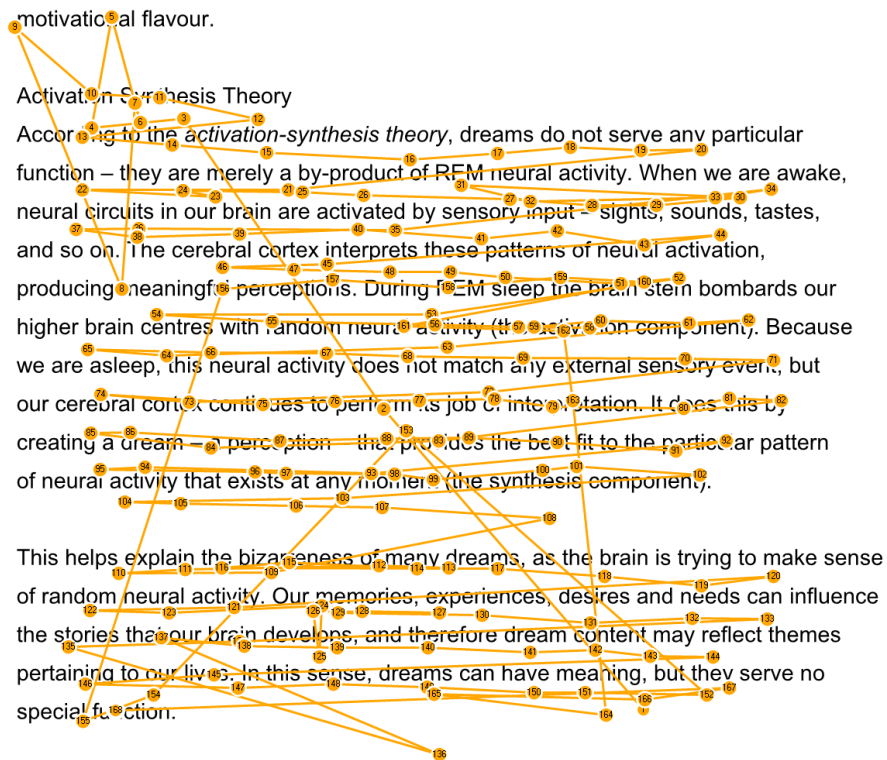 motivational flavour.
Activation Synthesis Theory
According to the activation-synthesis theory, dreams do not serve any particular
function – they are merely a by-product of REM neural activity. When we are awake,
neural circuits in our brain are activated by sensory input – sights, sounds, tastes,
and so on. The cerebral cortex interprets these patterns of neural activation,
producing meaningful perceptions. During REM sleep the brain stem bombards our
higher brain centres with random neural activity (the activation component). Because
we are asleep, this neural activity does not match any external sensory event, but
our cerebral cortex continues to perform its job of interpretation. It does this by
creating a dream – a perception – that provides the best fit to the particular pattern
of neural activity that exists at any moment (the synthesis component).
This helps explain the bizarreness of many dreams, as the brain is trying to make sense
of random neural activity. Our memories, experiences, desires and needs can influence
the stories that our brain develops, and therefore dream content may reflect themes
pertaining to our lives. In this sense, dreams can have meaning, but they serve no
special function.